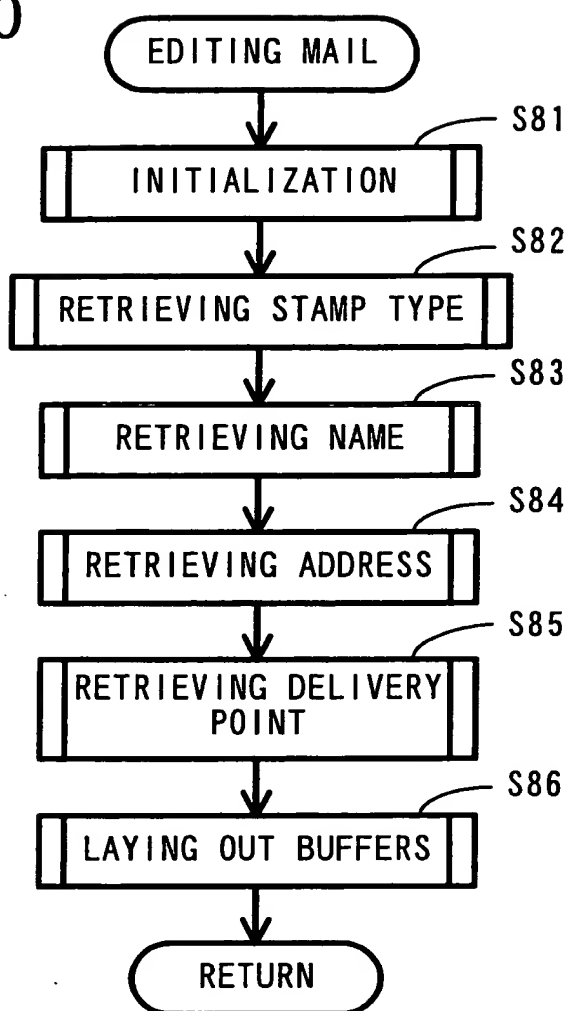 EDITING MAIL
S81
INITIALIZATION
S82
RETRIEVING STAMP TYPE
S83
RETRIEVING NAME
S84
RETRIEVING ADDRESS
S85
RETRIEVING DELIVERY
POINT
S86
LAYING OUT BUFFERS
RETURN